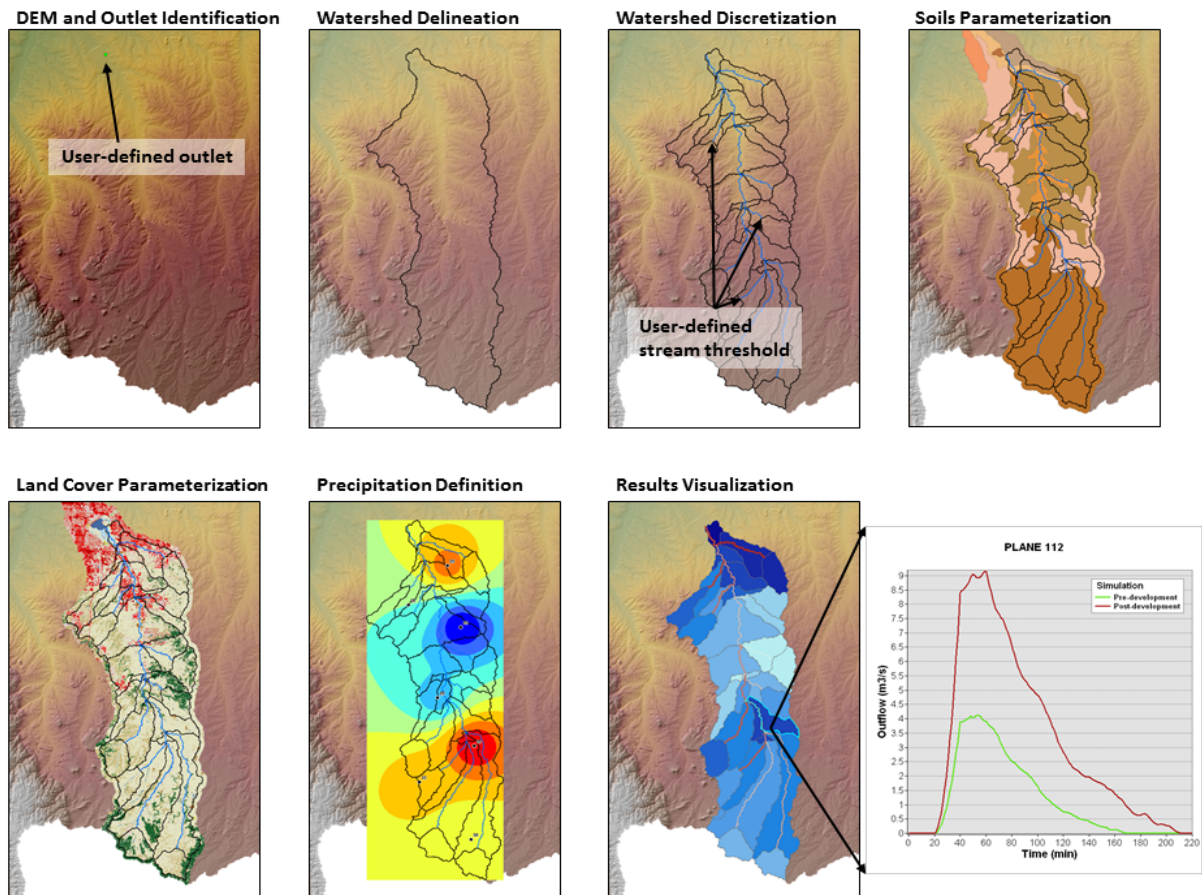 DEM and Outlet Identification
Watershed Delineation
Watershed Discretization
Soils Parameterization
User-defined outlet
User-defined
stream threshold
Land Cover Parameterization
Precipitation Definition
Results Visualization
PLANE 112
Simulation
Pre-development
Post-development
Outflow (m3/s)
9
8.5
8
7.5
7
6.5
6
5.5
5
4.5
4
3.5
3
2.5
2
1.5
1
0.5
0
0 20 40 60 80 100 120 140 160 180 200 220
Time (min)